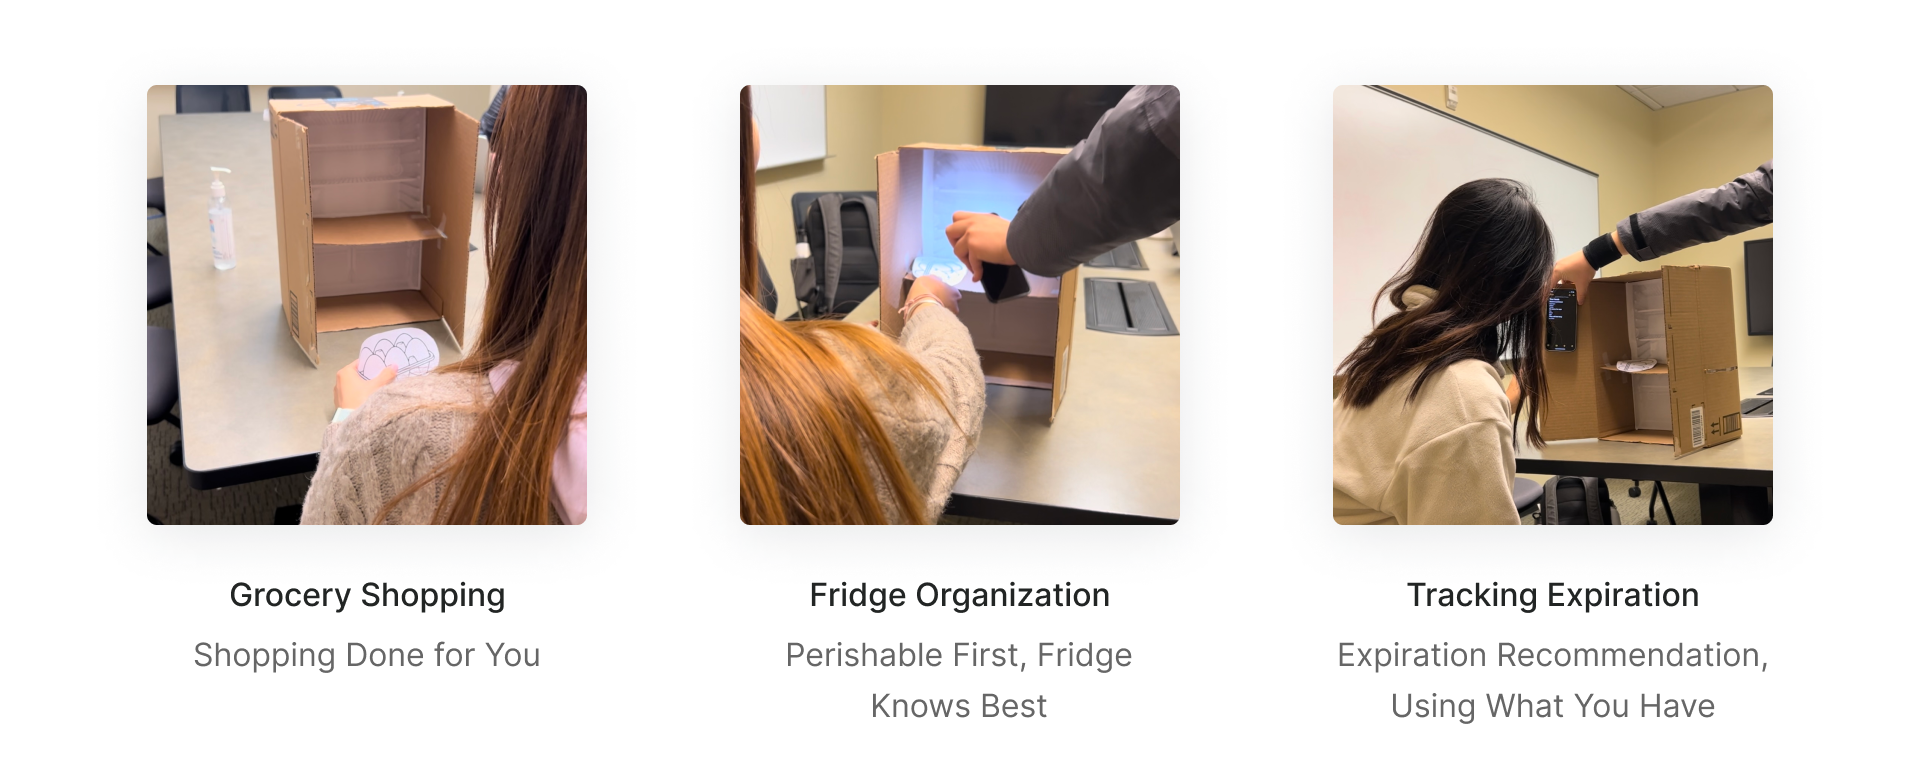 Grocery Shopping
Shopping Done for You
Fridge Organization
Perishable First, Fridge
Knows Best
Tracking Expiration
Expiration Recommendation,
Using What You Have